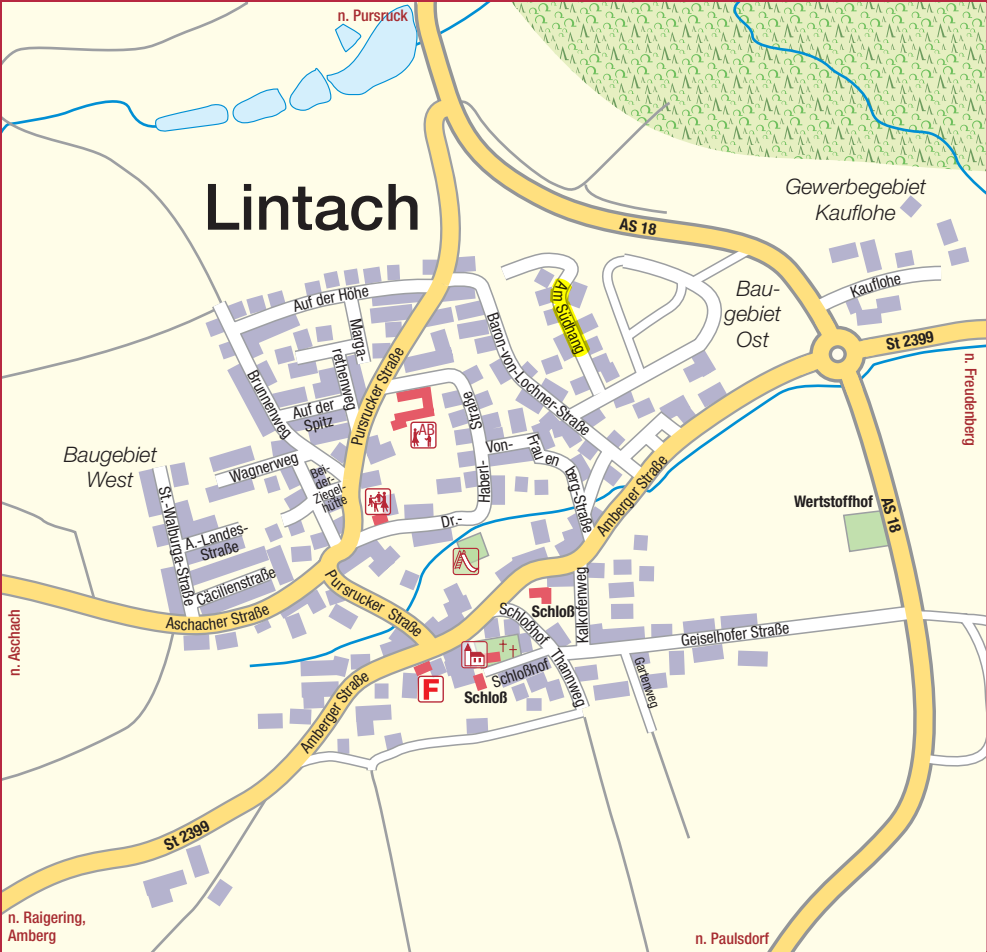 n. Pursruck
Lintach
Gewerbegebiet
Kauflohe
AS 18
Kauflohe
Bau-
gebiet
Ost
St 2399
n. Freudenberg
Am Südhang
Auf der Höhe
Marga-
rethenweg
Baron-von-Lochner-Straße
Pursrucker Straße
Brunnenweg
Auf der
Spitz
AB
Straße
Haberl-
Dr.-
Von-
Frauen
berg-Straße
Baugebiet
West
Wagnerweg
Bei-
der-
Ziegel-
hütte
St.-Walburga-Straße
A.-Landes-
Straße
Cäcilienstraße
Amberger Straße
Wertstoffhof
AS 18
Aschacher Straße
n. Aschach
Pursrucker Straße
Schloß
Kalkofenweg
Schloßhof
Geiselhofer Straße
Schloßhof
Thannweg
Gartenweg
F
Schloß
Amberger Straße
St 2399
n. Raigering,
Amberg
n. Paulsdorf